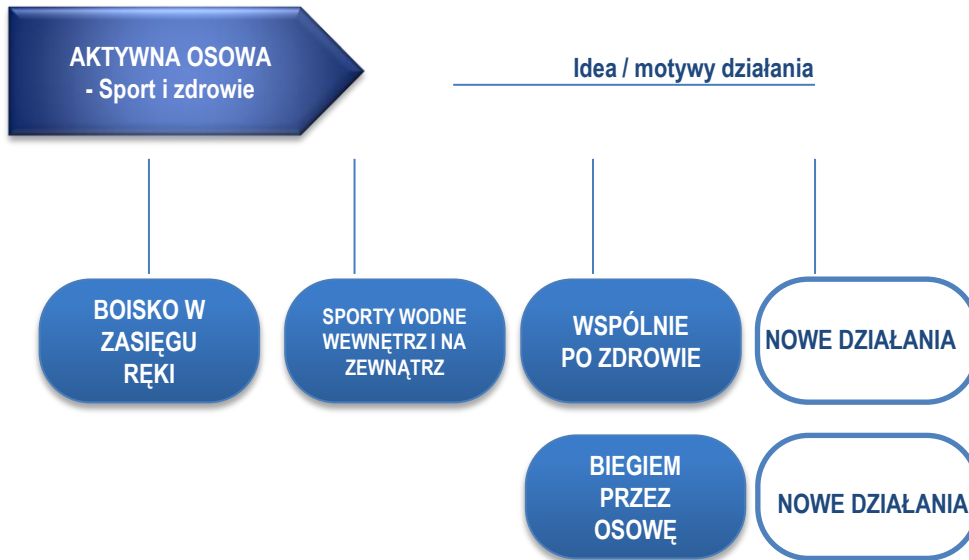 AKTYWNA OSOWA
- Sport i zdrowie
Idea / motywy działania
BOISKO W
ZASIĘGU
RĘKI
SPORTY WODNE
WEWNĘTRZ I NA
ZEWNĄTRZ
WSPÓLNIE
PO ZDROWIE
NOWE DZIAŁANIA
BIEGIEM
PRZEZ
OSOWĘ
NOWE DZIAŁANIA